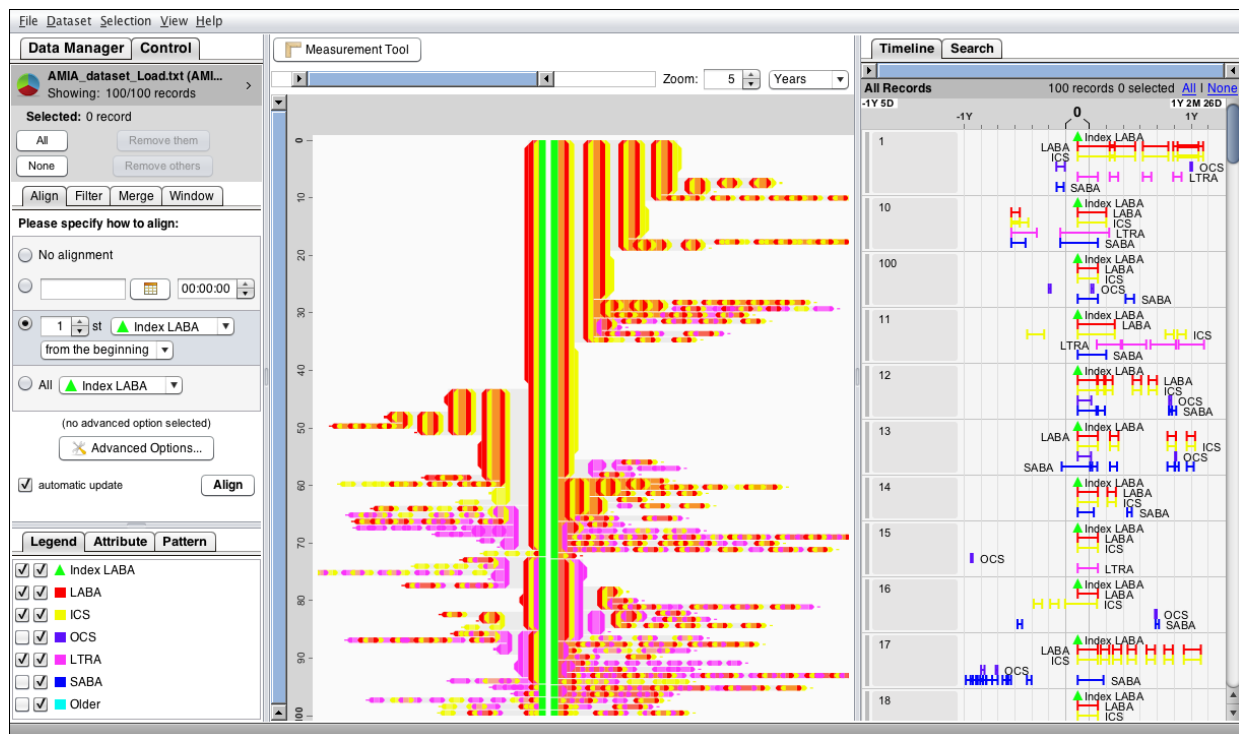 File Dataset Selection View Help
Data Manager Control
AMIA_dataset_Load.txt (AMI...
Showing: 100/100 records
Selected: 0 record
All Remove them
None Remove others
Align Filter Merge Window
Please specify how to align:
No alignment
00:00:00
1 st Index LABA
from the beginning
All Index LABA
(no advanced option selected)
Advanced Options...
automatic update Align
Legend Attribute Pattern
Index LABA
LABA
ICS
OCS
LTRA
SABA
Older
Measurement Tool
Zoom: 5 Years
0
10
20
30
40
50
60
70
80
90
100
Timeline Search
All Records 100 records 0 selected All I None
-1Y 5D 1Y 2M 26D
-1Y 0 1Y
1
Index LABA
LABA
ICS
OCS
LTRA
SABA
10
Index LABA
LABA
ICS
LTRA
SABA
100
Index LABA
LABA
ICS
OCS
SABA
11
Index LABA
LABA
ICS
LTRA
SABA
12
Index LABA
LABA
ICS
OCS
SABA
13
Index LABA
LABA
ICS
OCS
SABA
14
Index LABA
LABA
ICS
SABA
15
Index LABA
LABA
ICS
OCS
LTRA
16
Index LABA
LABA
ICS
OCS
SABA
17
Index LABA
LABA
ICS
OCS
SABA
18
Index LABA
LABA
ICS